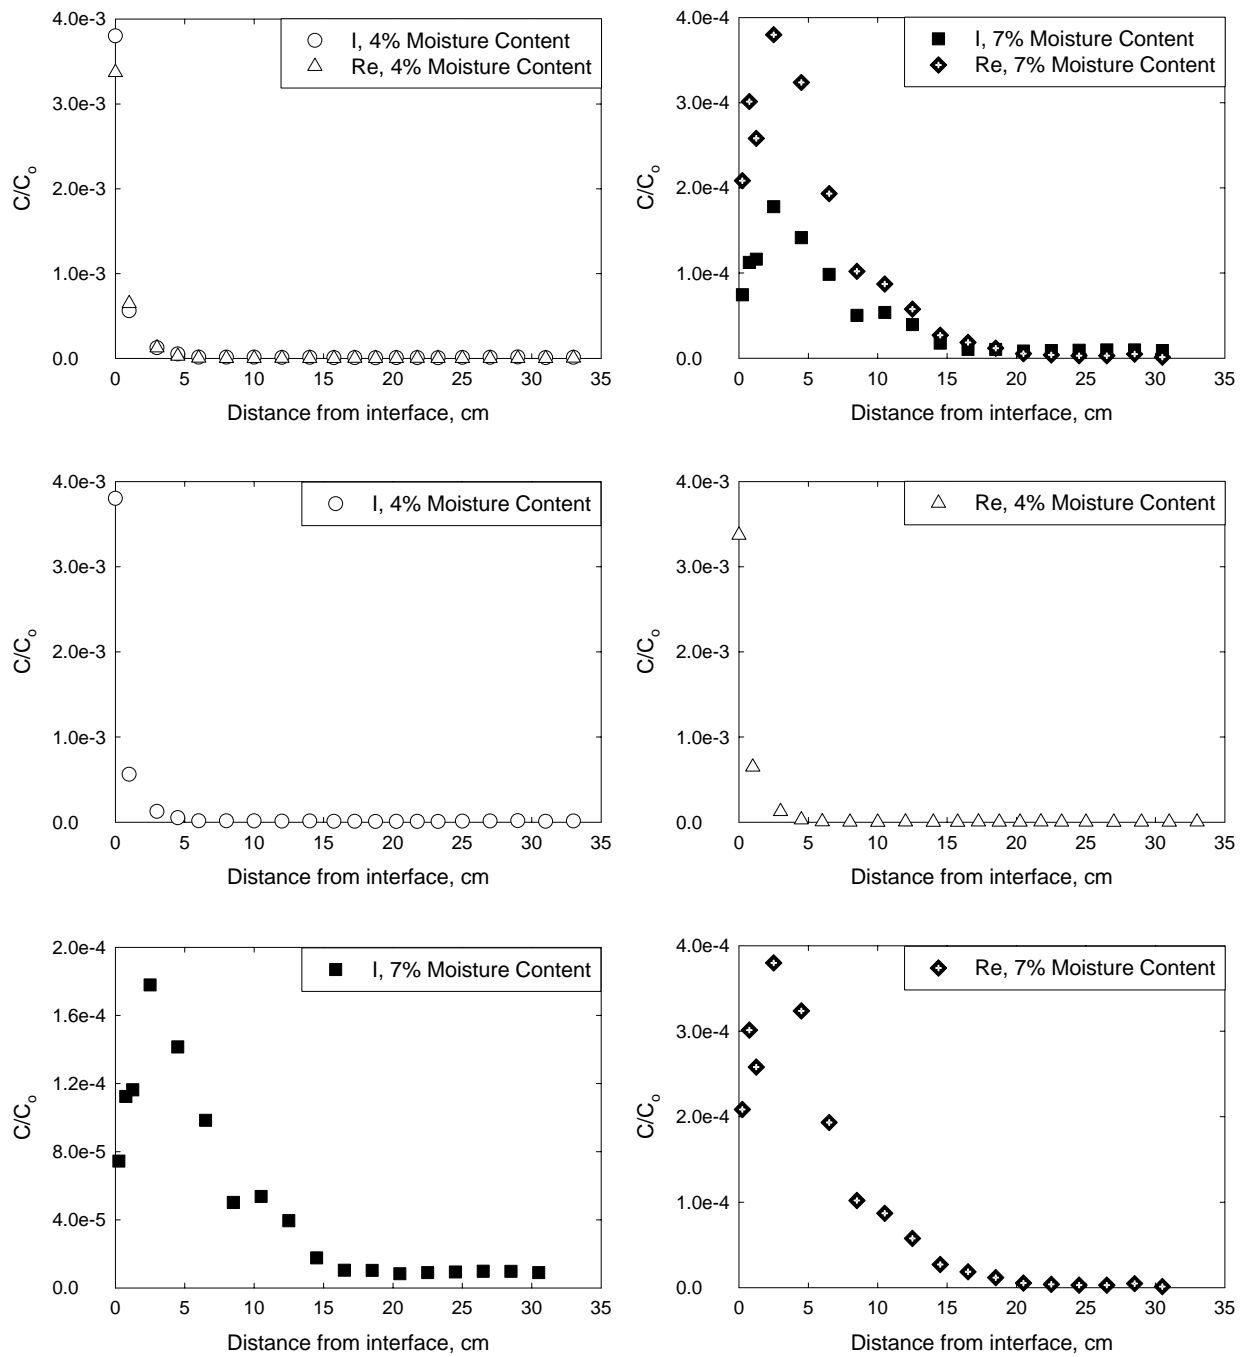 4.0e-3
3.0e-3
2.0e-3
1.0e-3
0.0
C/Co
0 5 10 15 20 25 30 35
Distance from interface, cm
I, 4% Moisture Content
Re, 4% Moisture Content
4.0e-4
3.0e-4
2.0e-4
1.0e-4
0.0
C/Co
0 5 10 15 20 25 30 35
Distance from interface, cm
I, 7% Moisture Content
Re, 7% Moisture Content
4.0e-3
3.0e-3
2.0e-3
1.0e-3
0.0
C/Co
0 5 10 15 20 25 30 35
Distance from interface, cm
I, 4% Moisture Content
4.0e-3
3.0e-3
2.0e-3
1.0e-3
0.0
C/Co
0 5 10 15 20 25 30 35
Distance from interface, cm
Re, 4% Moisture Content
2.0e-4
1.6e-4
1.2e-4
8.0e-5
4.0e-5
0.0
C/Co
0 5 10 15 20 25 30 35
Distance from interface, cm
I, 7% Moisture Content
4.0e-4
3.0e-4
2.0e-4
1.0e-4
0.0
C/Co
0 5 10 15 20 25 30 35
Distance from interface, cm
Re, 7% Moisture Content